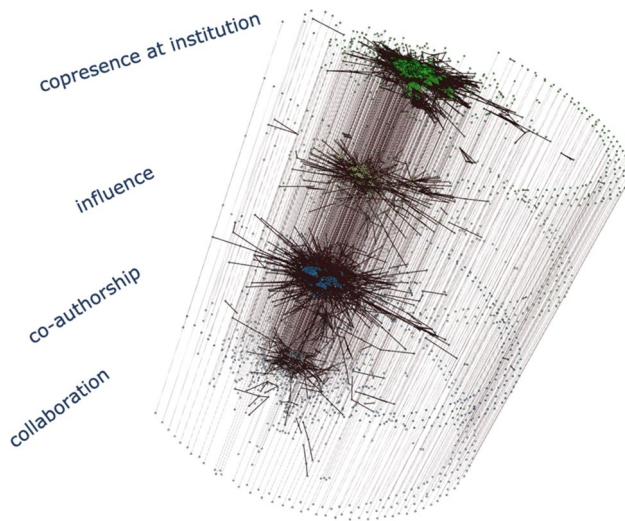 copresence at institution
influence
co-authorship
collaboration